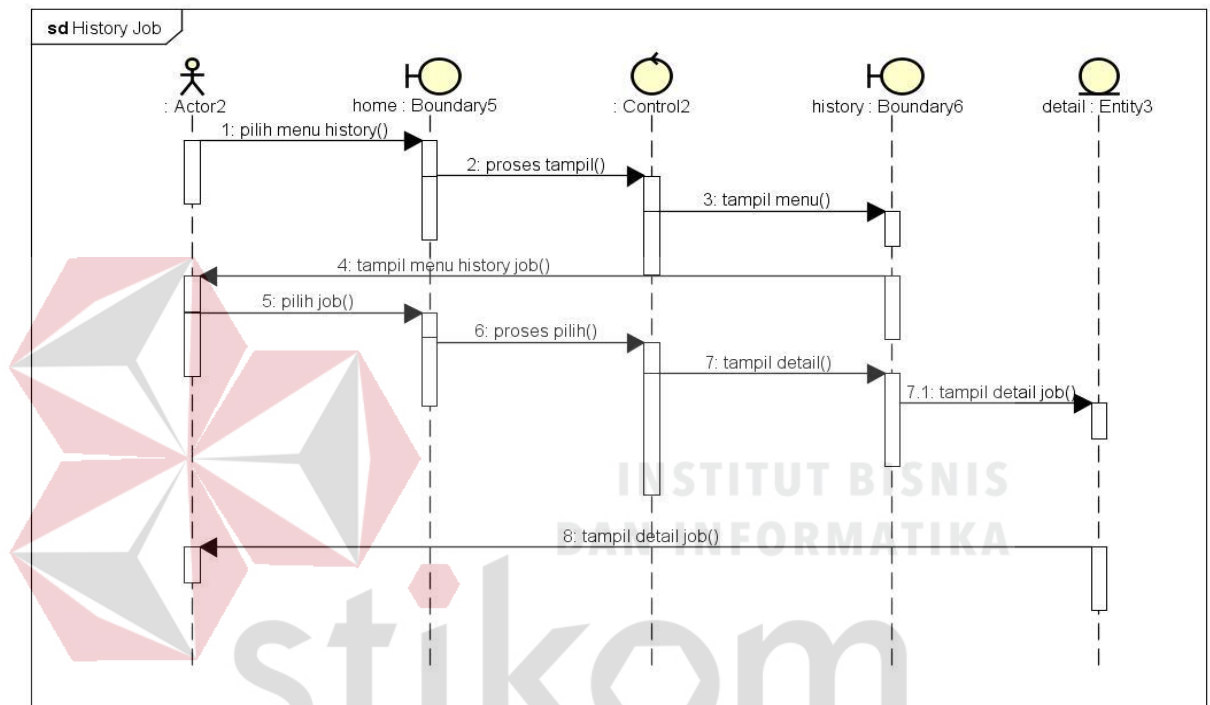 sd History Job
: Actor2
home : Boundary5
: Control2
history : Boundary6
detail : Entity3
1: pilih menu history()
2: proses tampil()
3: tampil menu()
4: tampil menu history job()
5: pilih job()
6: proses pilih()
7: tampil detail()
7.1: tampil detail job()
INSTITUT BISNIS
DAN INFORMATIKA
8: tampil detail job()
stikom